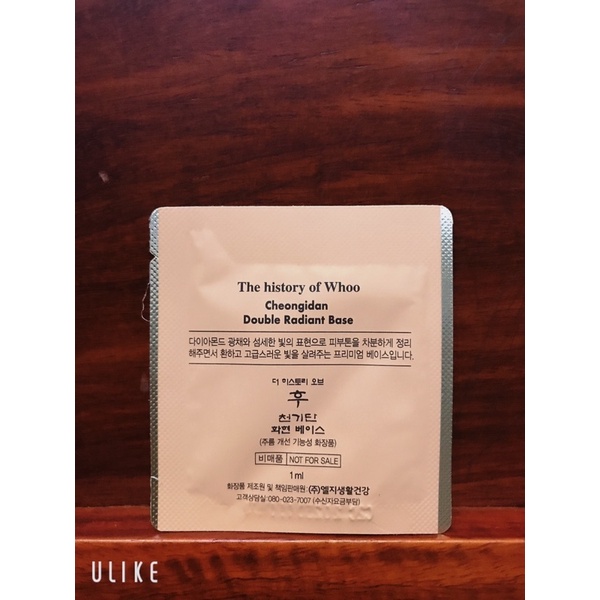 The history of Whoo
Cheongidan
Double Radiant Base
다이아몬드 광채와 섬세한 빛의 표현으로 피부톤을 차분하게 정리
해주면서 환하고 고급스러운 빛을 살려주는 프리미엄 베이스입니다.
더 히스토리 오브
후
천기단
화현 베이스
(주름 개선 기능성 화장품)
비매품 NOT FOR SALE
1ml
화장품 제조원 및 책임판매원: (주)엘지생활건강
고객상담실: 080-023-7007 (수신자요금부담)
ULIKE